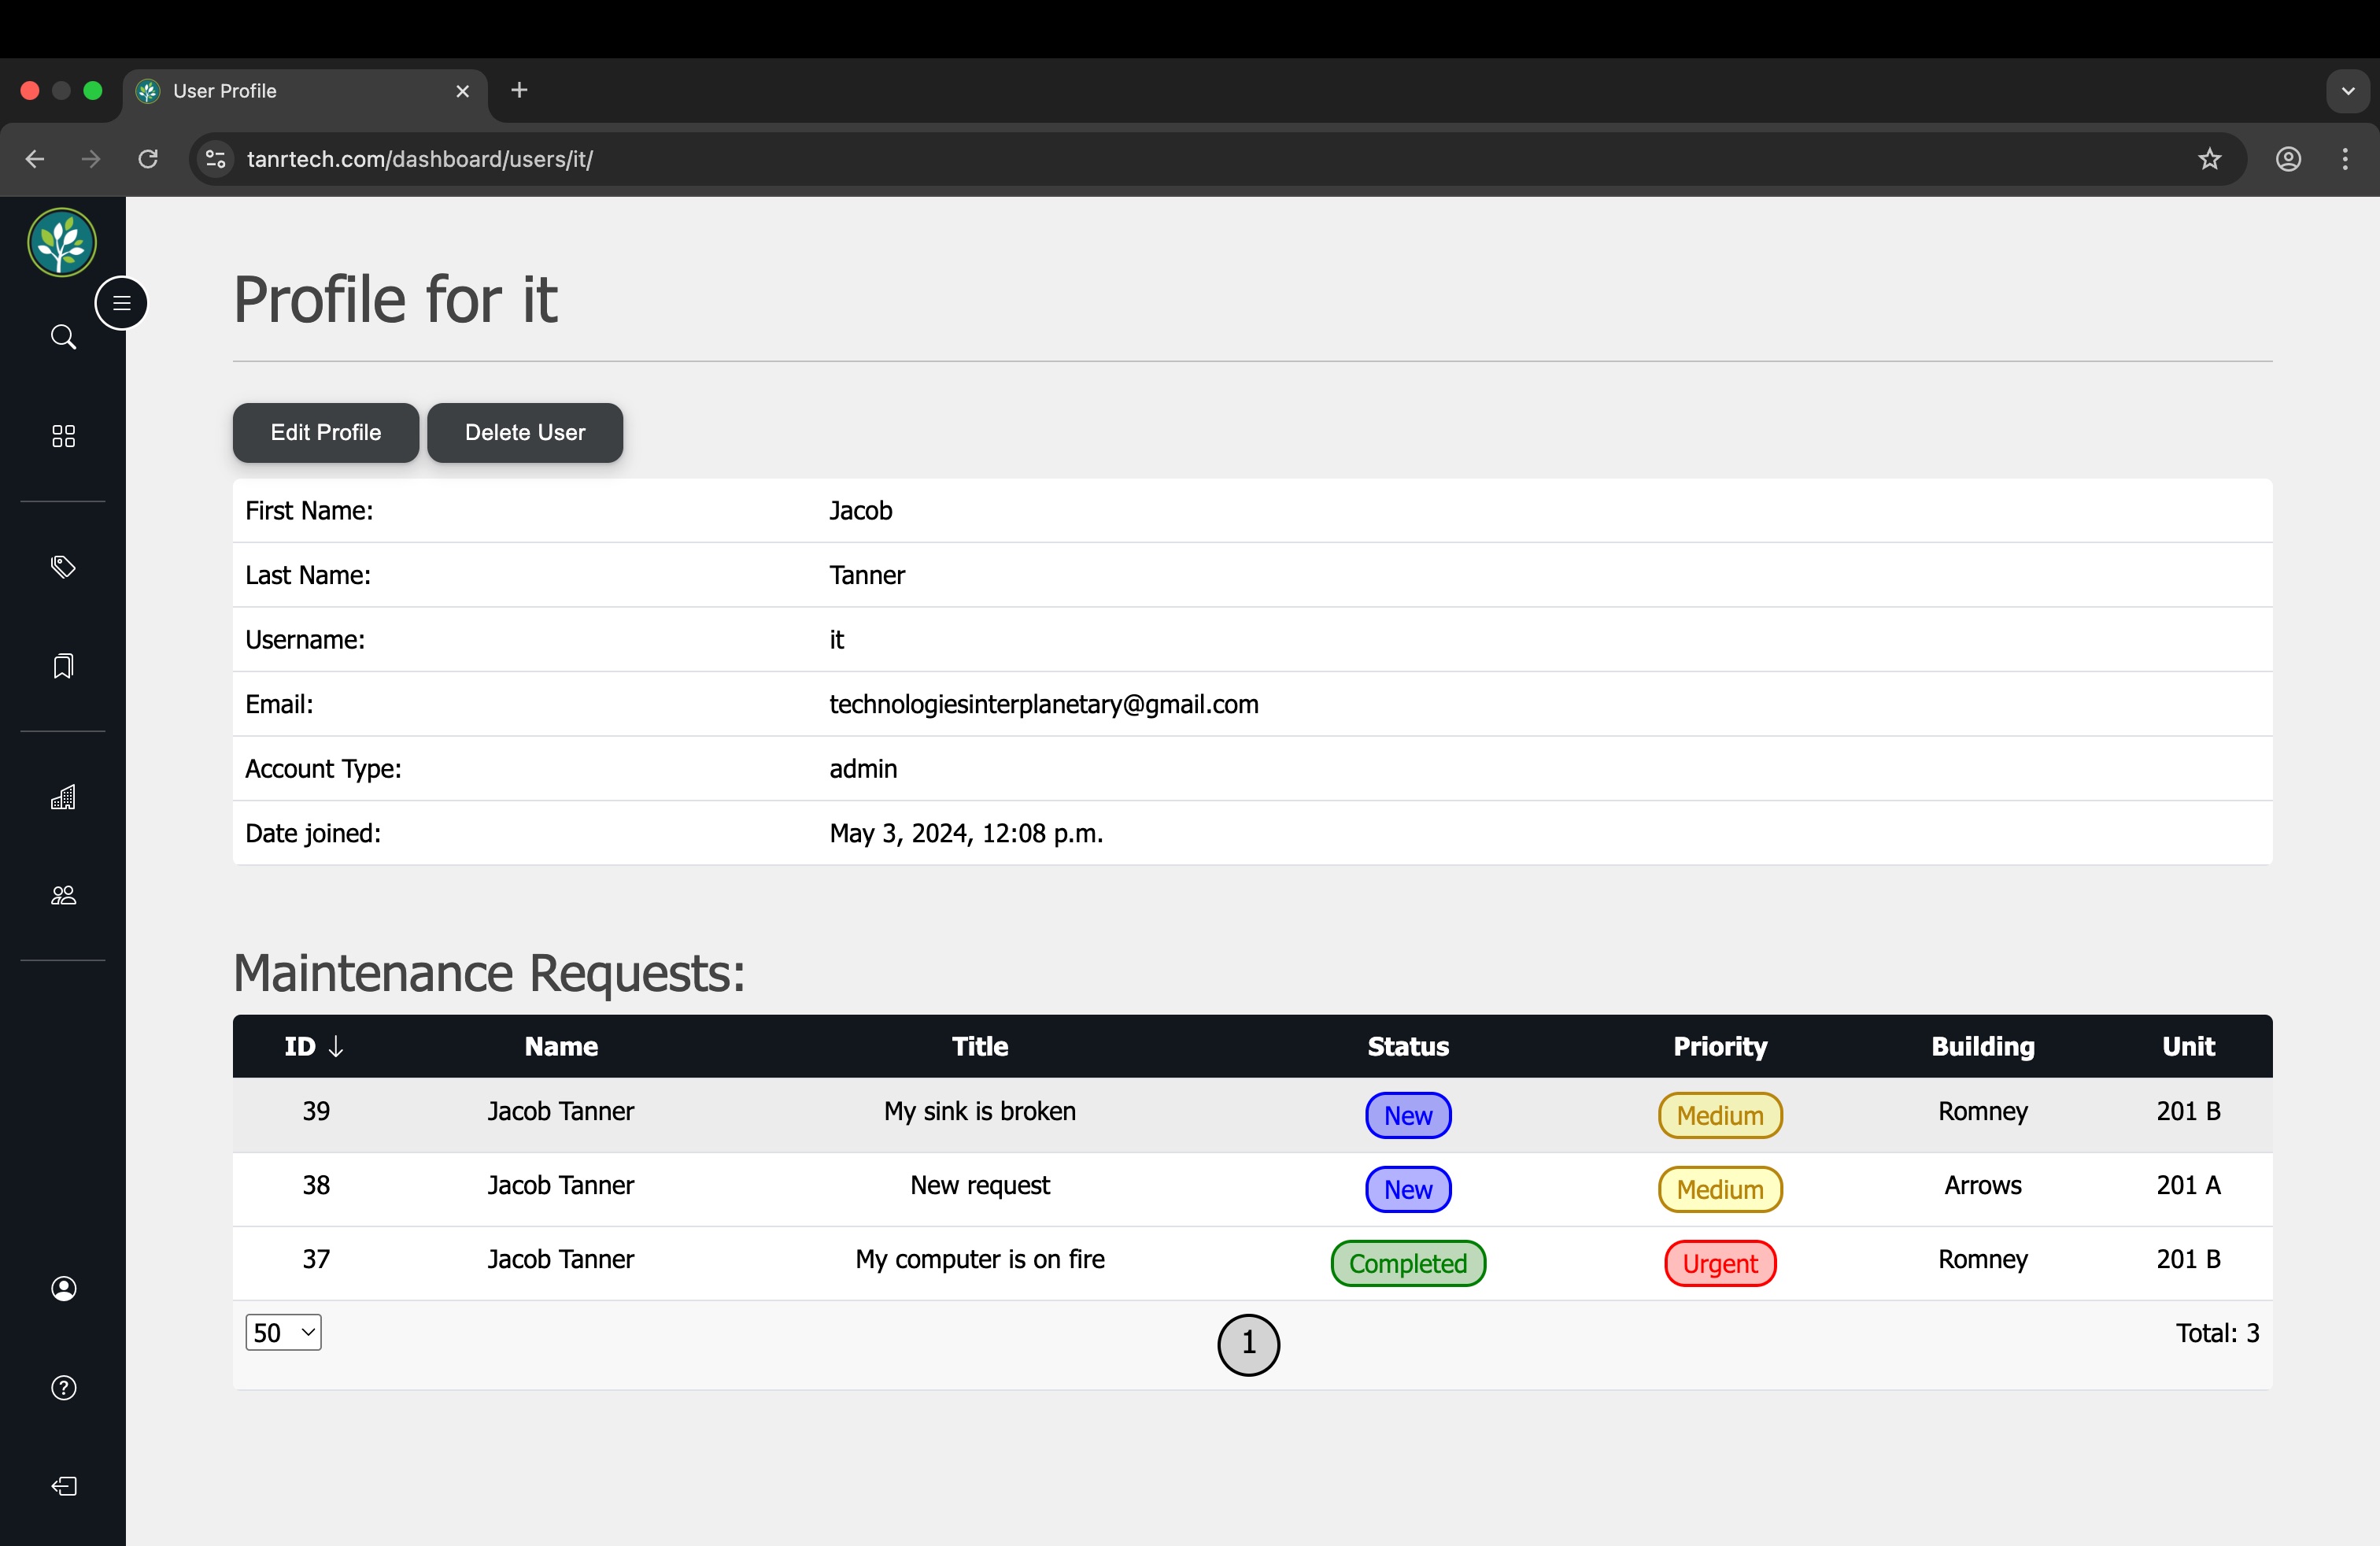 User Profile
tanrtech.com/dashboard/users/it/
Profile for it
Edit Profile Delete User
First Name: Jacob
Last Name: Tanner
Username: it
Email: technologiesinterplanetary@gmail.com
Account Type: admin
Date joined: May 3, 2024, 12:08 p.m.
Maintenance Requests:
ID ↓ Name Title Status Priority Building Unit
39 Jacob Tanner My sink is broken New Medium Romney 201 B
38 Jacob Tanner New request New Medium Arrows 201 A
37 Jacob Tanner My computer is on fire Completed Urgent Romney 201 B
50 1 Total: 3